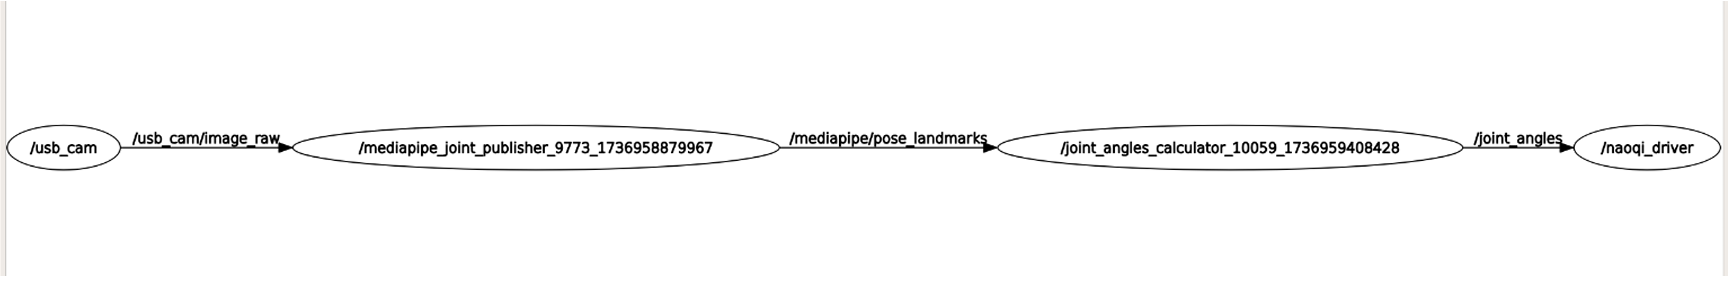 /usb_cam
/usb_cam/image_raw
/mediapipe_joint_publisher_9773_1736958879967
/mediapipe/pose_landmarks
/joint_angles_calculator_10059_1736959408428
/joint_angles
/naoqi_driver